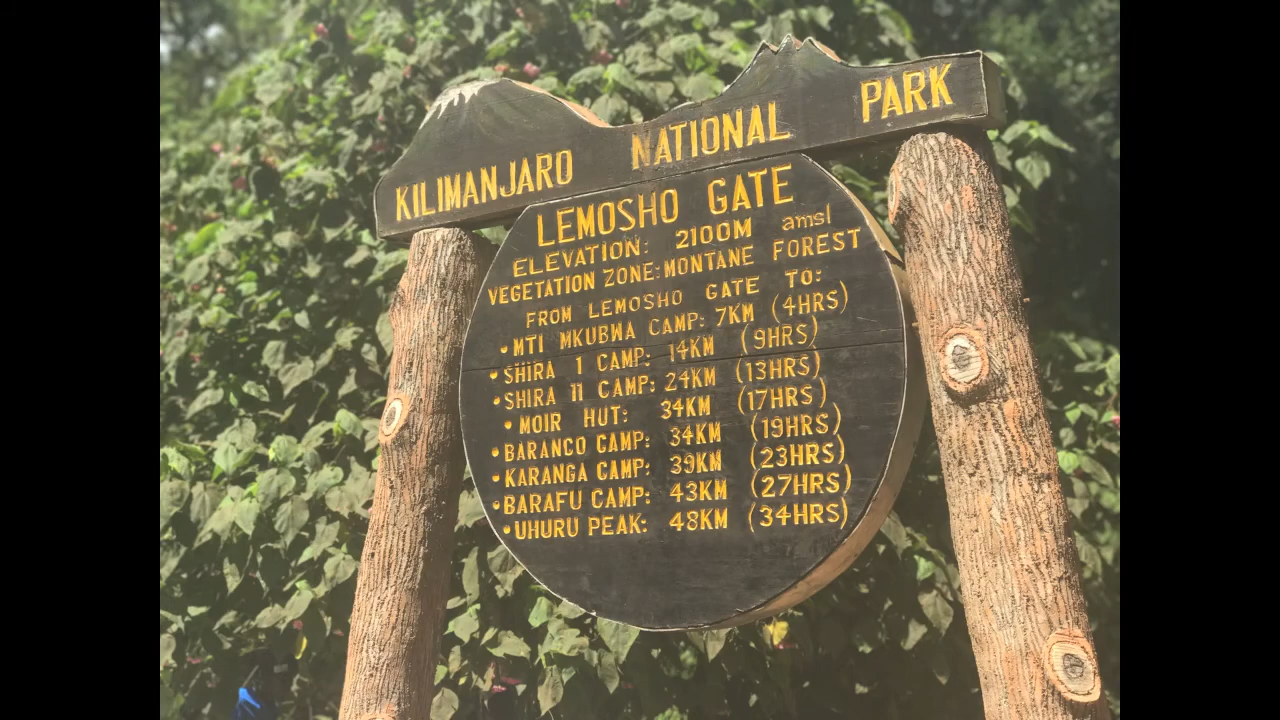 KILIMANJARO NATIONAL PARK
LEMOSHO GATE
ELEVATION: 2100M amsl
VEGETATION ZONE: MONTANE FOREST
FROM LEMOSHO GATE TO:
•MTI MKUBWA CAMP: 7KM (4HRS)
•SHIRA 1 CAMP: 14KM (9HRS)
•SHIRA 11 CAMP: 24KM (13HRS)
•MOIR HUT: 34KM (17HRS)
•BARANCO CAMP: 34KM (19HRS)
•KARANGA CAMP: 39KM (23HRS)
•BARAFU CAMP: 43KM (27HRS)
•UHURU PEAK: 48KM (34HRS)